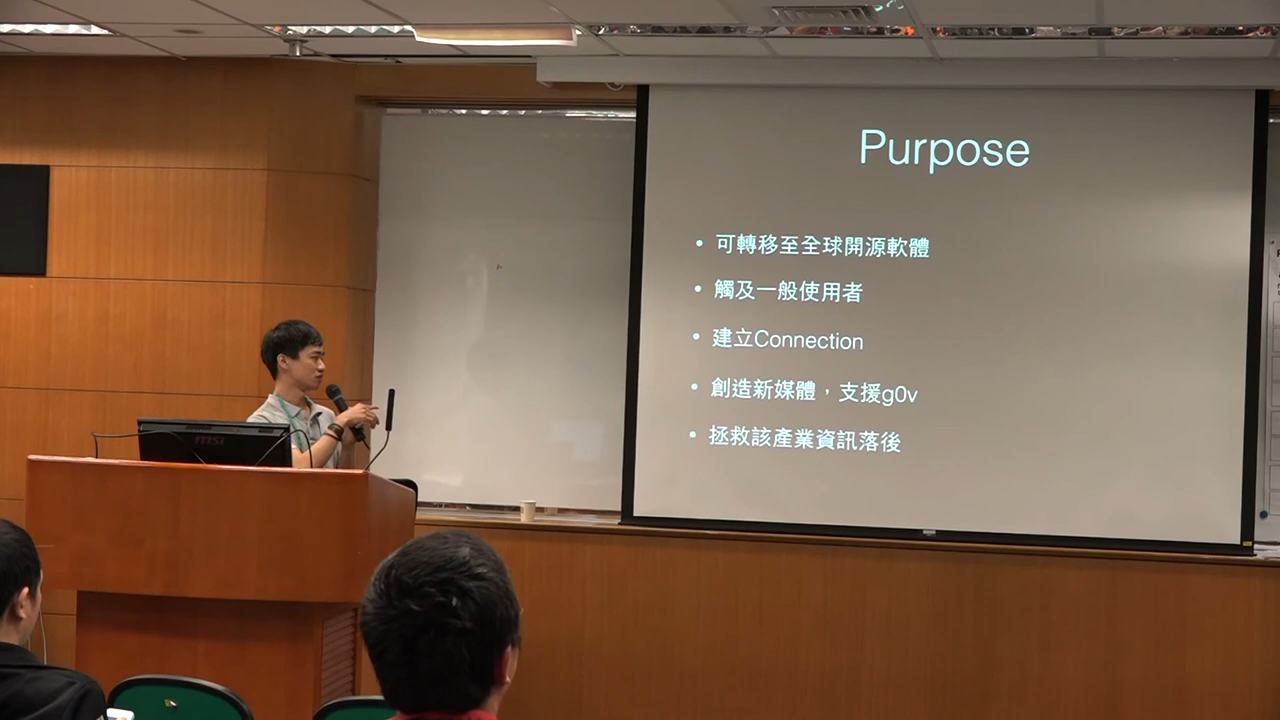 Purpose
• 可轉移至全球開源軟體
• 觸及一般使用者
• 建立Connection
• 創造新媒體，支援g0v
• 拯救該產業資訊落後
msi